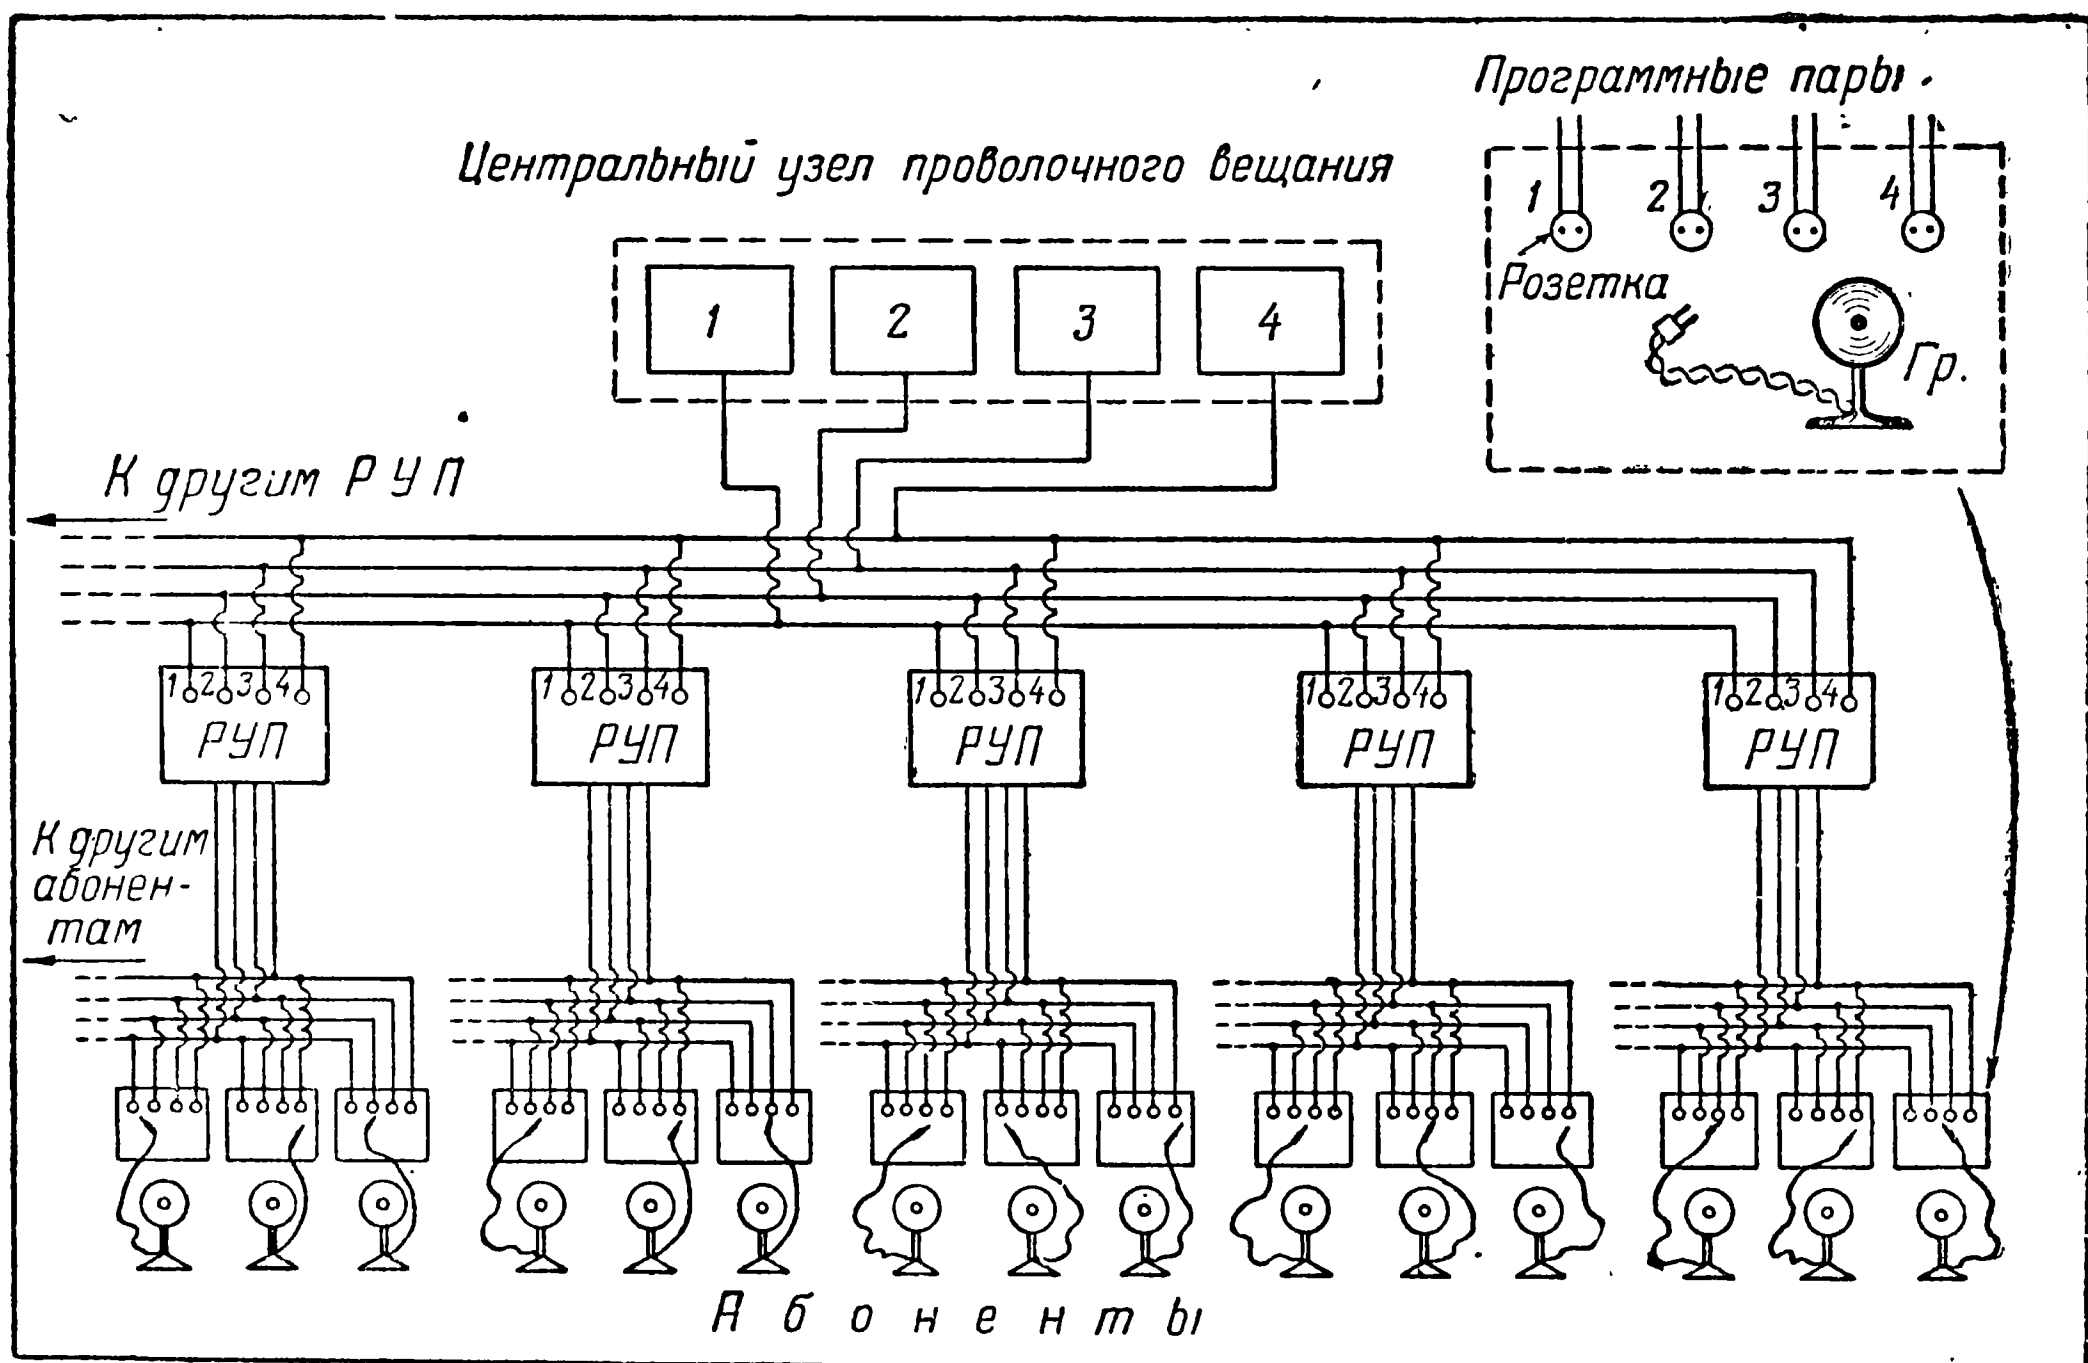 Программные пары
Центральный узел проволочного вещания
1 2 3 4
Розетка
1 2 3 4
Гр.
К другим РУП
1 2 3 4
РУП
1 2 3 4
РУП
1 2 3 4
РУП
1 2 3 4
РУП
1 2 3 4
РУП
К другим
абонен-
там
Абоненты